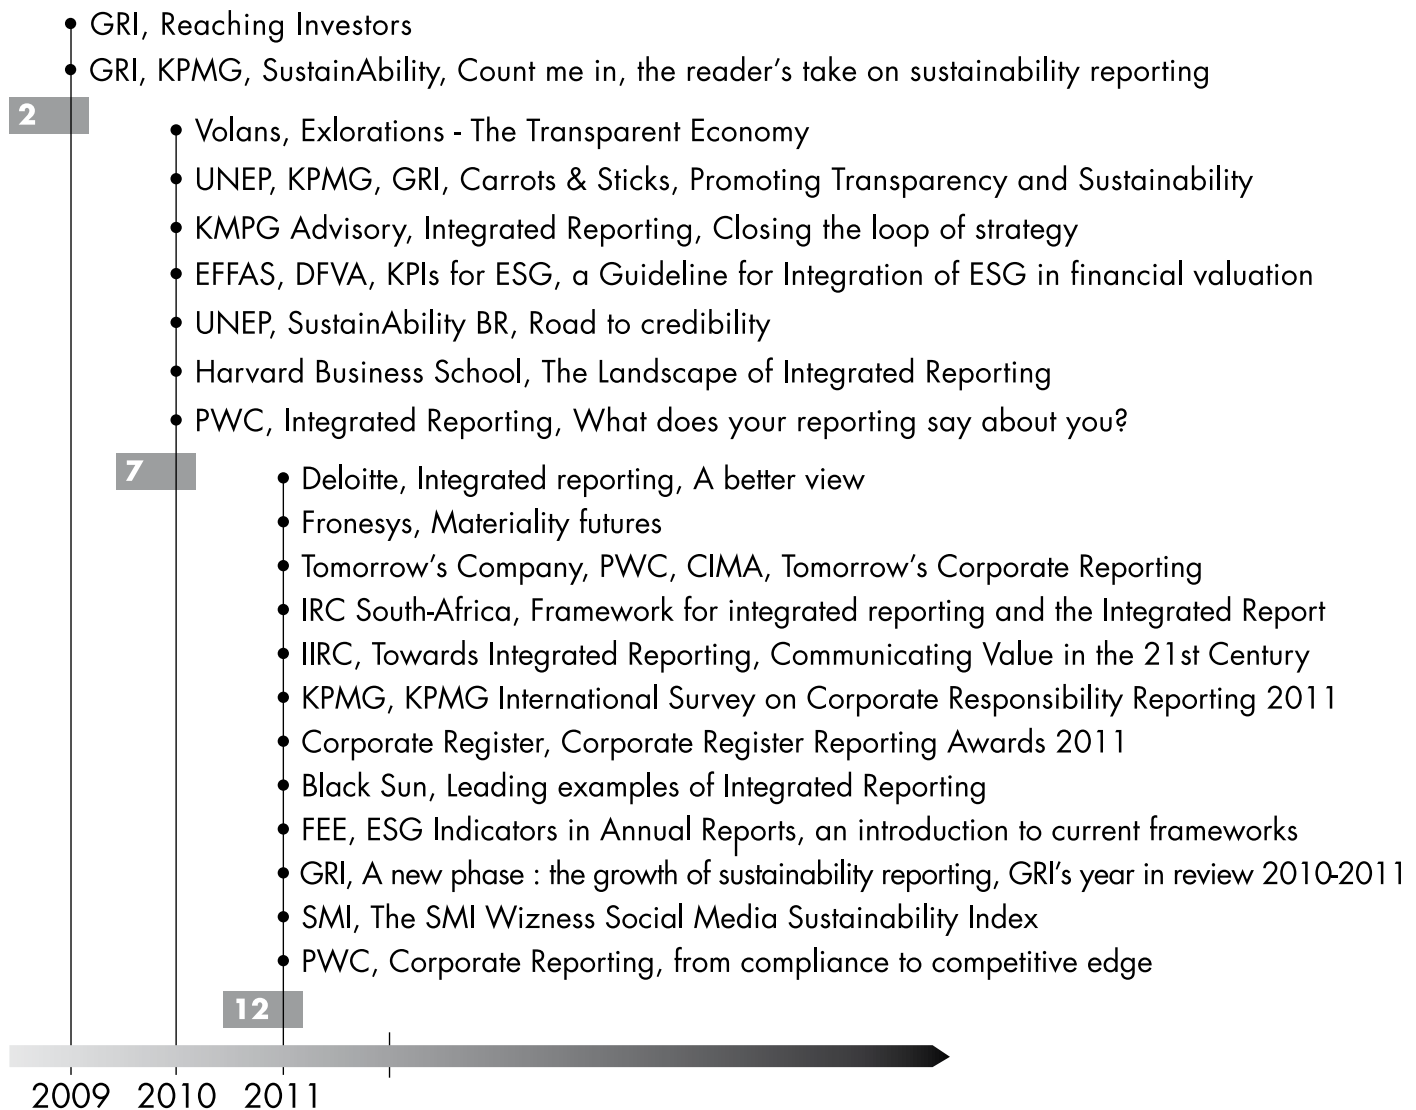 GRI, Reaching Investors
GRI, KPMG, SustainAbility, Count me in, the reader's take on sustainability reporting
2
Volans, Exlorations - The Transparent Economy
UNEP, KPMG, GRI, Carrots & Sticks, Promoting Transparency and Sustainability
KMPG Advisory, Integrated Reporting, Closing the loop of strategy
EFFAS, DFVA, KPIs for ESG, a Guideline for Integration of ESG in financial valuation
UNEP, SustainAbility BR, Road to credibility
Harvard Business School, The Landscape of Integrated Reporting
PWC, Integrated Reporting, What does your reporting say about you?
7
Deloitte, Integrated reporting, A better view
Fronesys, Materiality futures
Tomorrow's Company, PWC, CIMA, Tomorrow's Corporate Reporting
IRC South-Africa, Framework for integrated reporting and the Integrated Report
IIRC, Towards Integrated Reporting, Communicating Value in the 21st Century
KPMG, KPMG International Survey on Corporate Responsibility Reporting 2011
Corporate Register, Corporate Register Reporting Awards 2011
Black Sun, Leading examples of Integrated Reporting
FEE, ESG Indicators in Annual Reports, an introduction to current frameworks
GRI, A new phase : the growth of sustainability reporting, GRI's year in review 2010-2011
SMI, The SMI Wizness Social Media Sustainability Index
PWC, Corporate Reporting, from compliance to competitive edge
12
2009 2010 2011